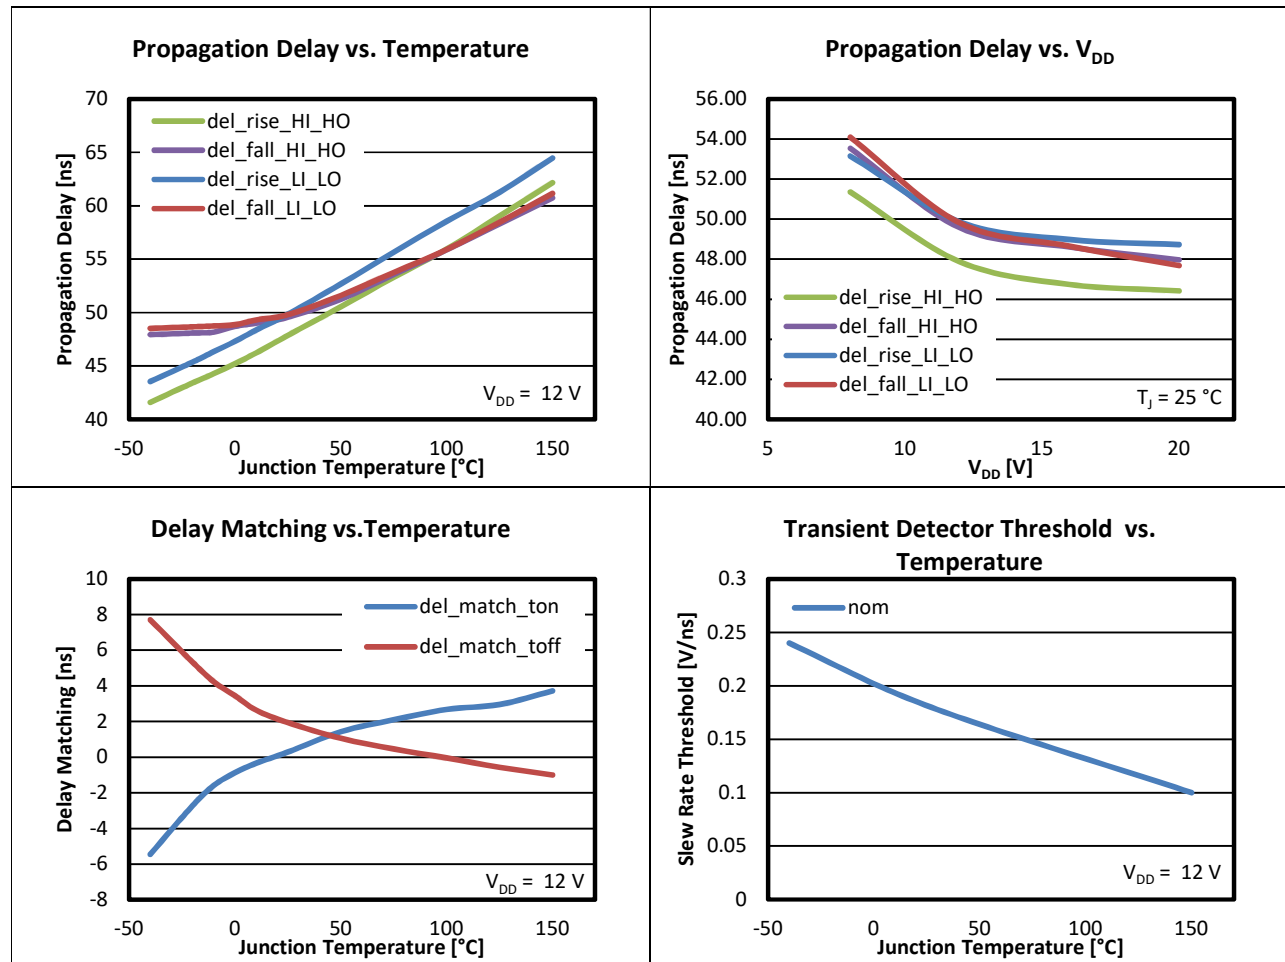 Propagation Delay vs. Temperature
70
65
60
55
50
45
40
Propagation Delay [ns]
del_rise_HI_HO
del_fall_HI_HO
del_rise_LI_LO
del_fall_LI_LO
V_DD = 12 V
-50 0 50 100 150
Junction Temperature [°C]
Propagation Delay vs. V_DD
56.00
54.00
52.00
50.00
48.00
46.00
44.00
42.00
40.00
Propagation Delay [ns]
del_rise_HI_HO
del_fall_HI_HO
del_rise_LI_LO
del_fall_LI_LO
T_J = 25 °C
5 10 15 20
V_DD [V]
Delay Matching vs.Temperature
10
8
6
4
2
0
-2
-4
-6
-8
Delay Matching [ns]
del_match_ton
del_match_toff
V_DD = 12 V
-50 0 50 100 150
Junction Temperature [°C]
Transient Detector Threshold vs.
Temperature
0.3
0.25
0.2
0.15
0.1
0.05
0
Slew Rate Threshold [V/ns]
nom
V_DD = 12 V
-50 0 50 100 150
Junction Temperature [°C]